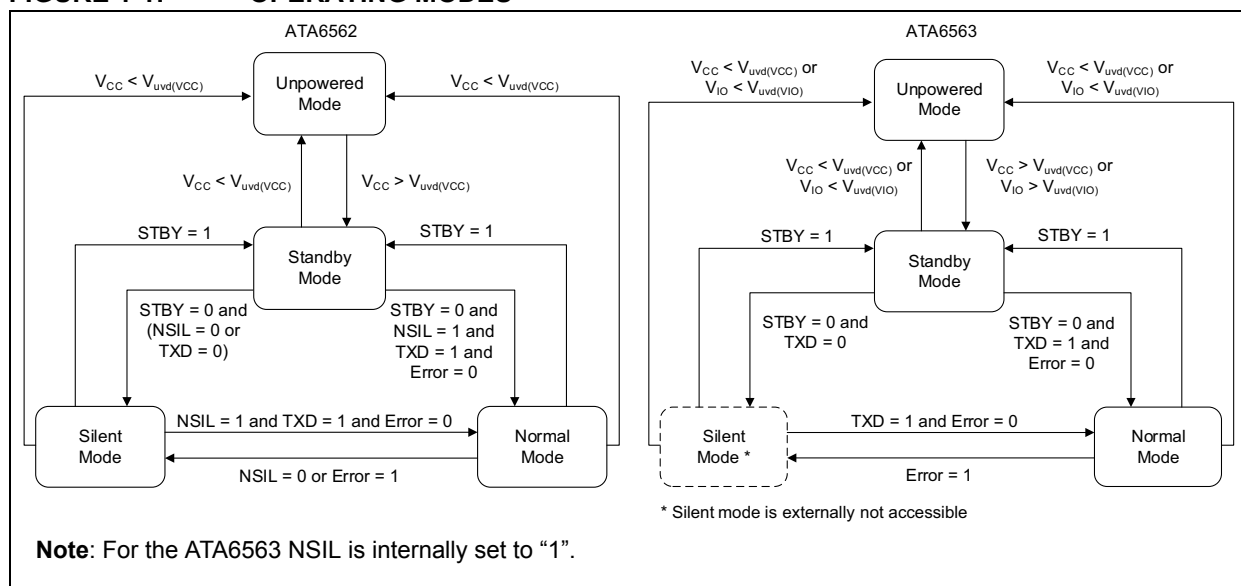 ATA6562
Unpowered
Mode
V_CC < V_uvd(VCC)
V_CC < V_uvd(VCC)
V_CC < V_uvd(VCC)
V_CC > V_uvd(VCC)
STBY = 1
STBY = 1
Standby
Mode
STBY = 0 and
(NSIL = 0 or
TXD = 0)
STBY = 0 and
NSIL = 1 and
TXD = 1 and
Error = 0
Silent
Mode
NSIL = 1 and TXD = 1 and Error = 0
NSIL = 0 or Error = 1
Normal
Mode
ATA6563
V_CC < V_uvd(VCC) or
V_IO < V_uvd(VIO)
V_CC < V_uvd(VCC) or
V_IO < V_uvd(VIO)
Unpowered
Mode
V_CC < V_uvd(VCC) or
V_IO < V_uvd(VIO)
V_CC > V_uvd(VCC) or
V_IO > V_uvd(VIO)
STBY = 1
STBY = 1
Standby
Mode
STBY = 0 and
TXD = 0
STBY = 0 and
TXD = 1 and
Error = 0
Silent
Mode *
TXD = 1 and Error = 0
Error = 1
Normal
Mode
* Silent mode is externally not accessible
Note: For the ATA6563 NSIL is internally set to “1”.